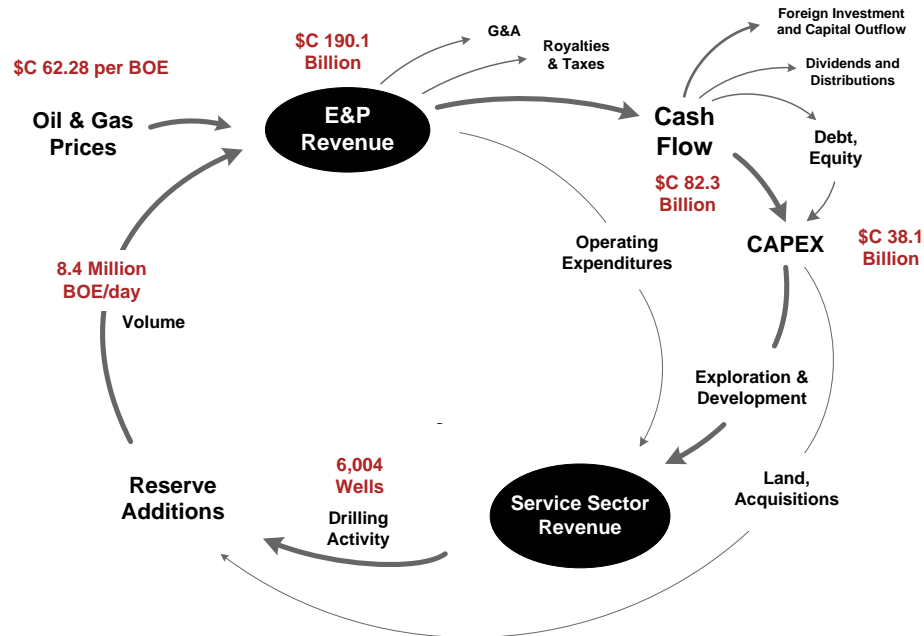 Foreign Investment
and Capital Outflow
G&A
$C 190.1
Billion
Royalties
& Taxes
$C 62.28 per BOE
Dividends and
Distributions
Oil & Gas
Prices
E&P
Revenue
Cash
Flow
Debt,
Equity
$C 82.3
Billion
CAPEX
$C 38.1
Billion
Operating
Expenditures
8.4 Million
BOE/day
Volume
Exploration &
Development
6,004
Wells
Reserve
Additions
Drilling
Activity
Service Sector
Revenue
Land,
Acquisitions